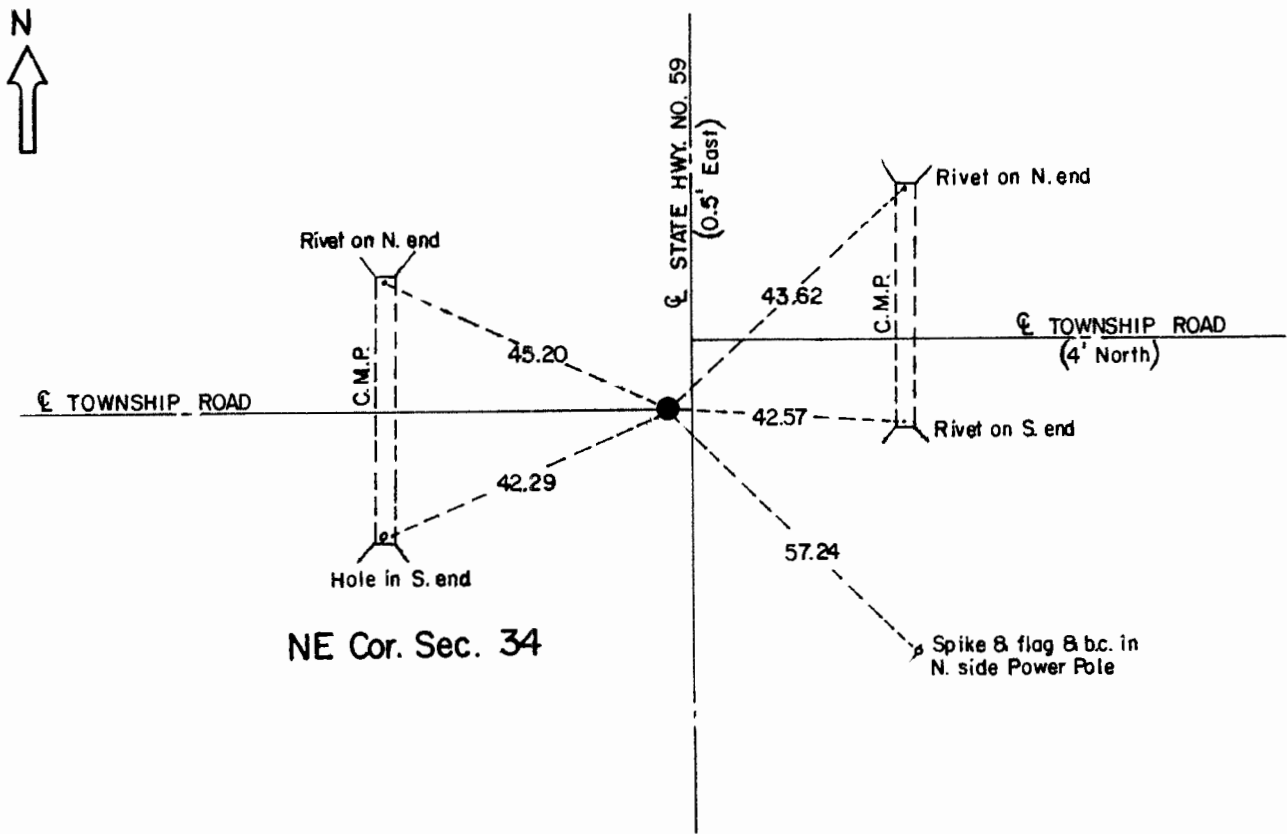 N
℄ STATE HWY. NO. 59
(0.5' East)
Rivet on N. end
Rivet on N. end
43.62
C.M.P.
℄ TOWNSHIP ROAD
(4' North)
45.20
C.M.P.
℄ TOWNSHIP ROAD
42.57
Rivet on S. end
42.29
57.24
Hole in S. end
NE Cor. Sec. 34
Spike & flag & b.c. in
N. side Power Pole